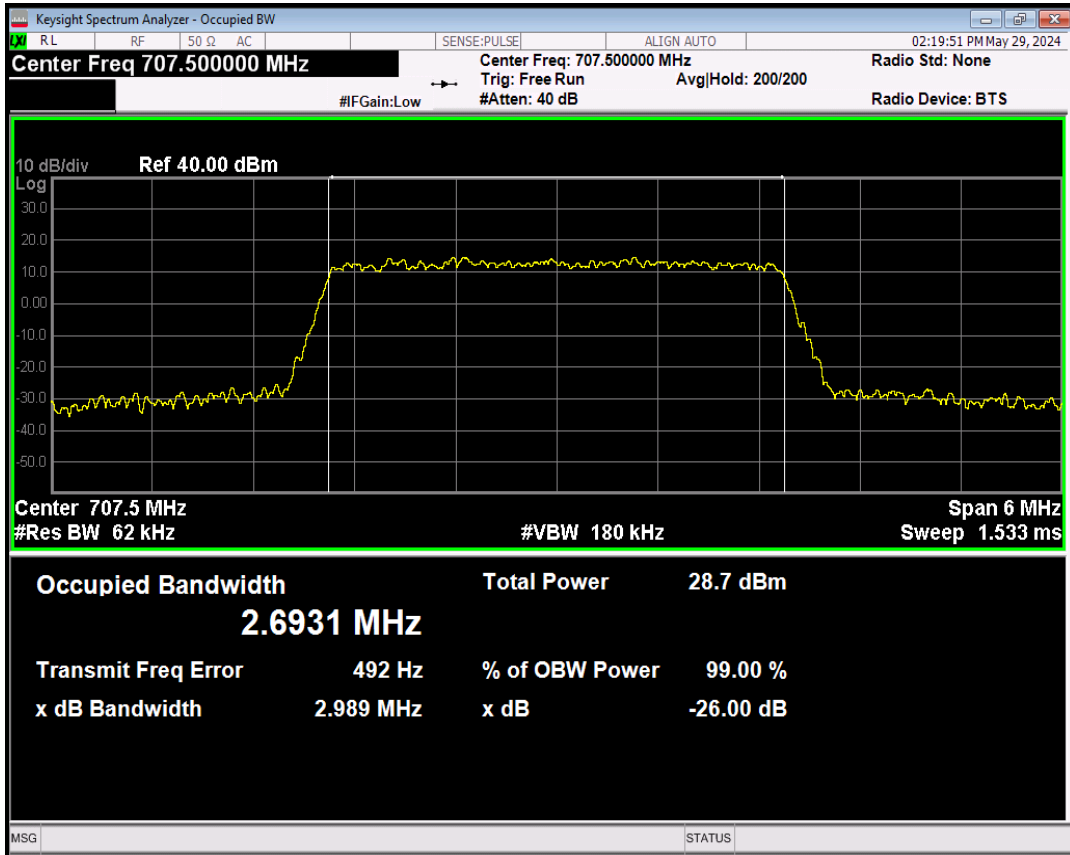 Keysight Spectrum Analyzer - Occupied BW
LXI RL RF 50 Ω AC SENSE:PULSE ALIGN AUTO 02:19:51 PM May 29, 2024
Center Freq 707.500000 MHz Center Freq: 707.500000 MHz Radio Std: None
Trig: Free Run Avg|Hold: 200/200
#IFGain:Low #Atten: 40 dB Radio Device: BTS
10 dB/div Ref 40.00 dBm
Log
30.0
20.0
10.0
0.00
-10.0
-20.0
-30.0
-40.0
-50.0
Center 707.5 MHz Span 6 MHz
#Res BW 62 kHz #VBW 180 kHz Sweep 1.533 ms
Occupied Bandwidth Total Power 28.7 dBm
2.6931 MHz
Transmit Freq Error 492 Hz % of OBW Power 99.00 %
x dB Bandwidth 2.989 MHz x dB -26.00 dB
MSG STATUS